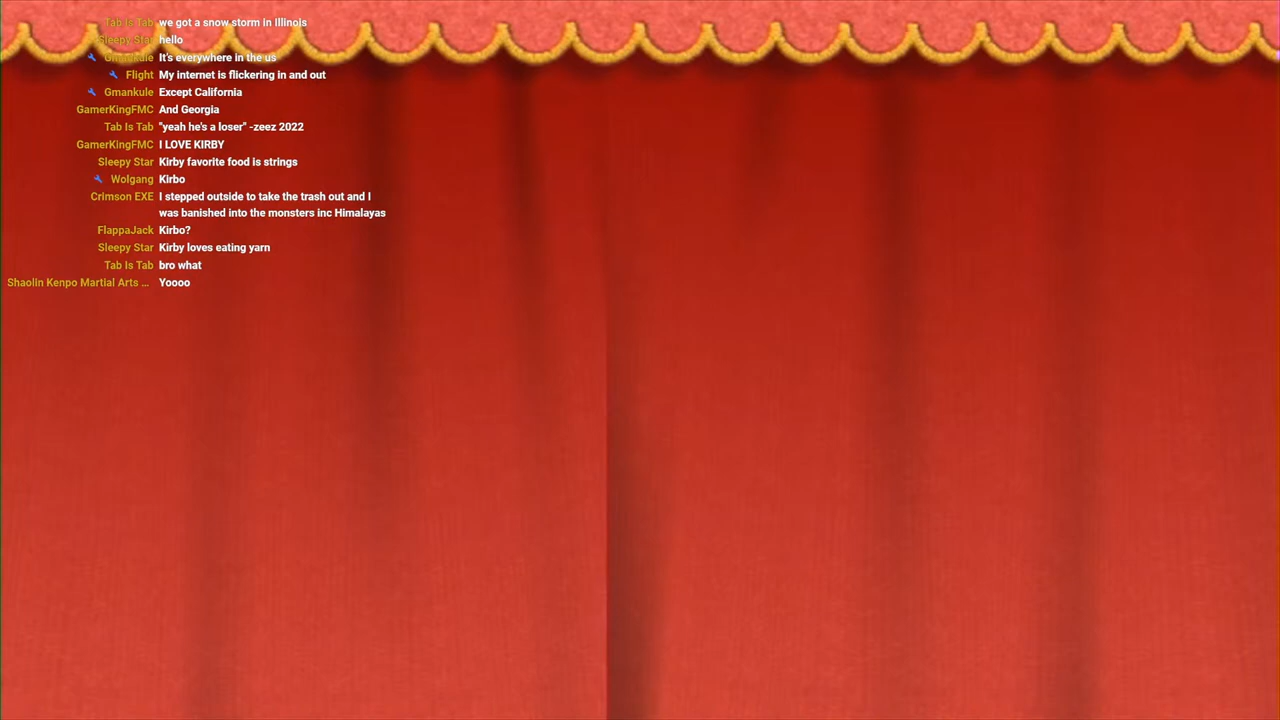 Tab Is Tab we got a snow storm in Illinois
Sleepy Star hello
Gmankule It's everywhere in the us
Flight My internet is flickering in and out
Gmankule Except California
GamerKingFMC And Georgia
Tab Is Tab "yeah he's a loser" -zeez 2022
GamerKingFMC I LOVE KIRBY
Sleepy Star Kirby favorite food is strings
Wolgang Kirbo
Crimson EXE I stepped outside to take the trash out and I
was banished into the monsters inc Himalayas
FlappaJack Kirbo?
Sleepy Star Kirby loves eating yarn
Tab Is Tab bro what
Shaolin Kenpo Martial Arts ... Yoooo